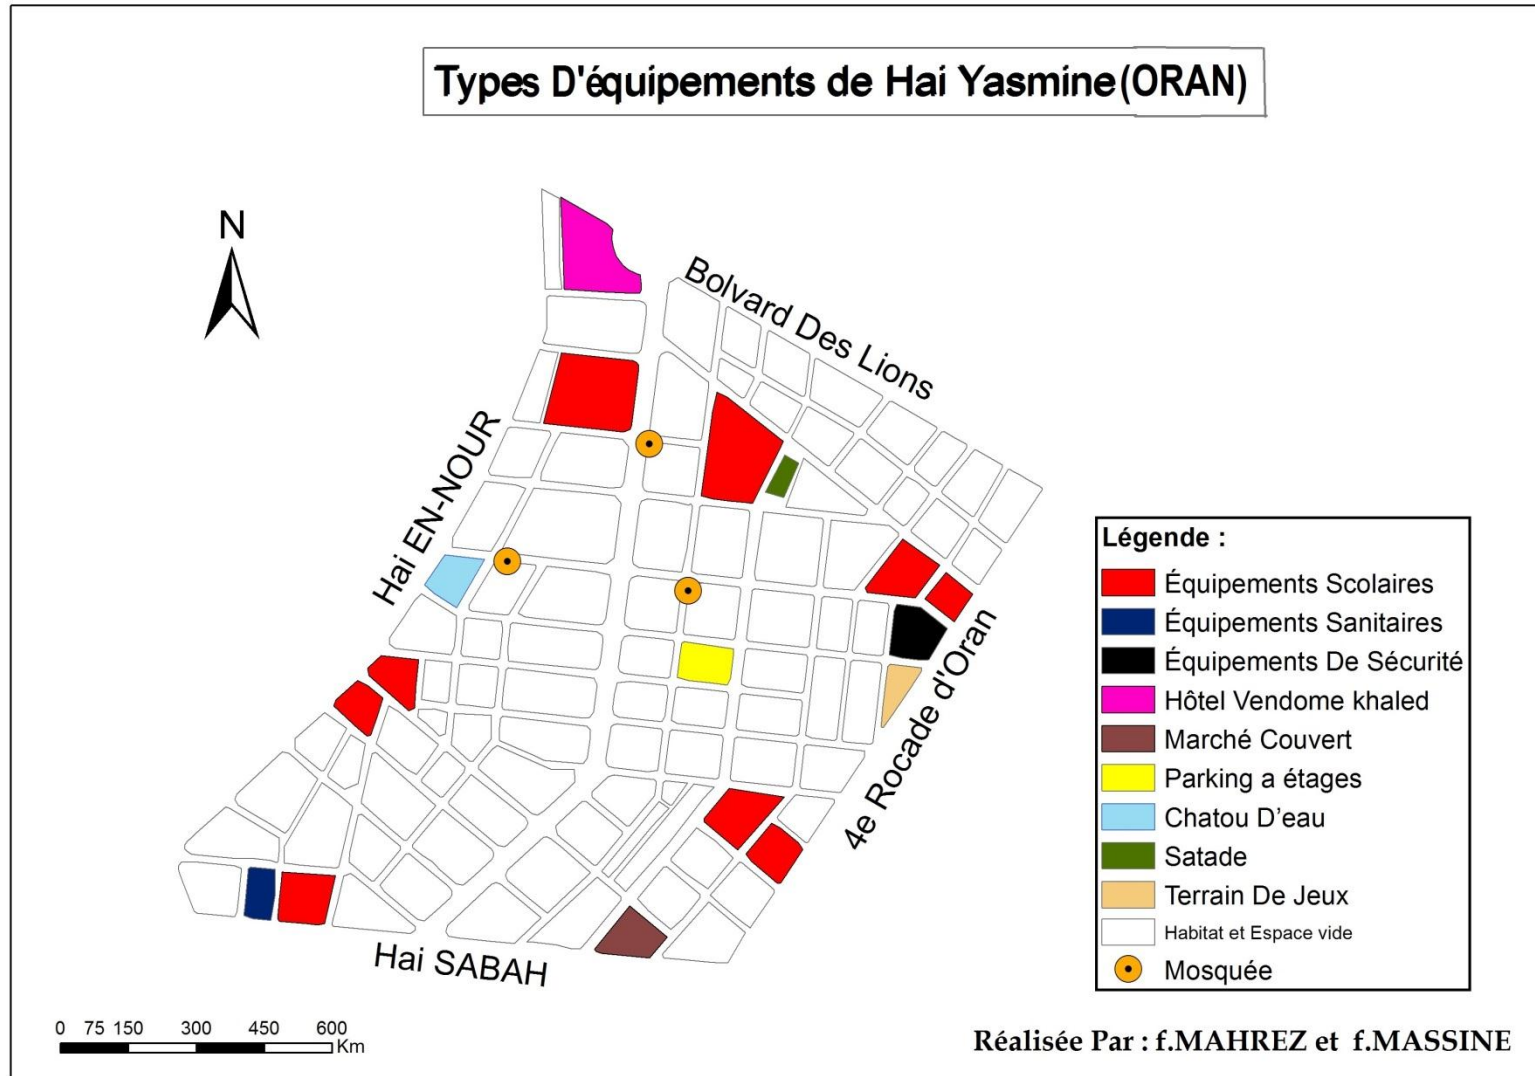 Types D'équipements de Hai Yasmine(ORAN)
N
Bolvard Des Lions
Hai EN-NOUR
4e Rocade d'Oran
Hai SABAH
Légende :
Équipements Scolaires
Équipements Sanitaires
Équipements De Sécurité
Hôtel Vendome khaled
Marché Couvert
Parking a étages
Chatou D'eau
Satade
Terrain De Jeux
Habitat et Espace vide
Mosquée
0 75 150 300 450 600
Km
Réalisée Par : f.MAHREZ et f.MASSINE